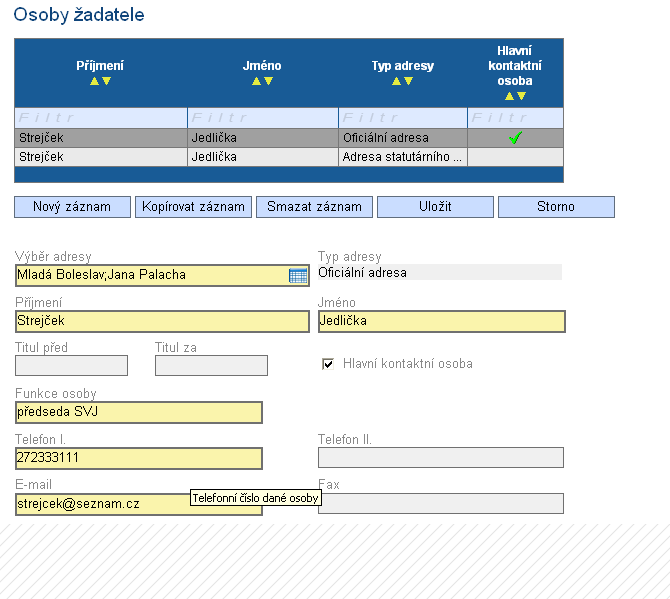 Osoby žadatele
Příjmení Jméno Typ adresy Hlavní kontaktní osoba
Filtr Filtr Filtr Filtr
Strejček Jedlička Oficiální adresa
Strejček Jedlička Adresa statutárního ...
Nový záznam Kopírovat záznam Smazat záznam Uložit Storno
Výběr adresy Typ adresy
Mladá Boleslav;Jana Palacha Oficiální adresa
Příjmení Jméno
Strejček Jedlička
Titul před Titul za
Hlavní kontaktní osoba
Funkce osoby
předseda SVJ
Telefon I. Telefon II.
272333111
E-mail Fax
Telefonní číslo dané osoby
strejcek@seznam.cz